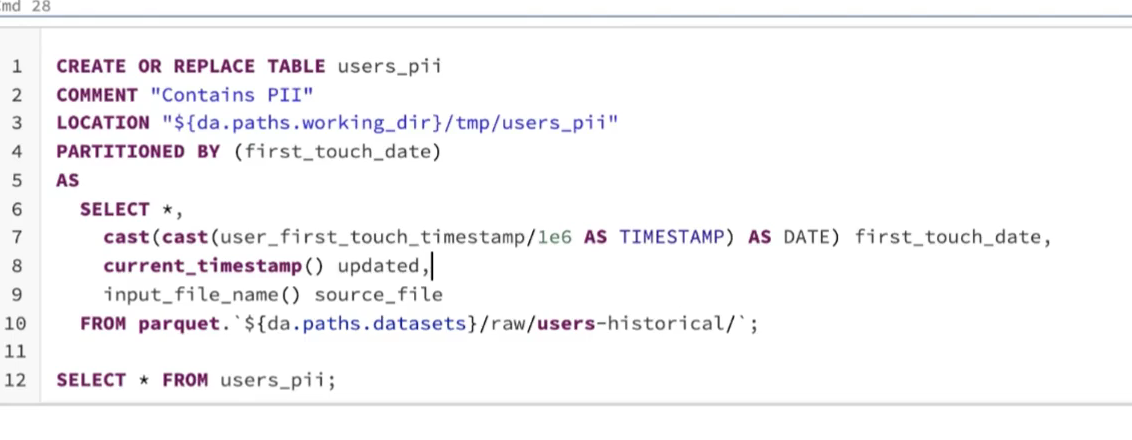 Cmd 28
1 CREATE OR REPLACE TABLE users_pii
2 COMMENT "Contains PII"
3 LOCATION "${da.paths.working_dir}/tmp/users_pii"
4 PARTITIONED BY (first_touch_date)
5 AS
6 SELECT *,
7 cast(cast(user_first_touch_timestamp/1e6 AS TIMESTAMP) AS DATE) first_touch_date,
8 current_timestamp() updated,
9 input_file_name() source_file
10 FROM parquet.`${da.paths.datasets}/raw/users-historical/`;
11
12 SELECT * FROM users_pii;